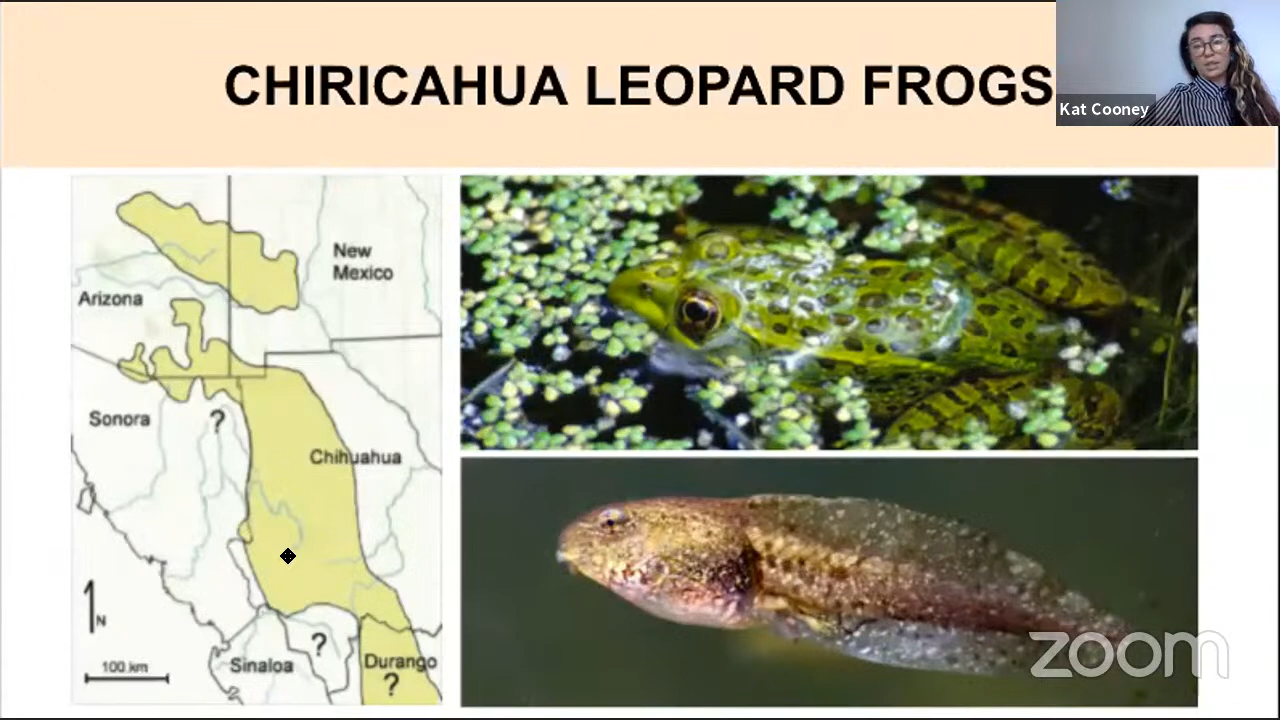 CHIRICAHUA LEOPARD FROGS
Kat Cooney
New
Mexico
Arizona
Sonora
?
Chihuahua
N
100 km
Sinaloa
?
Durango
?
zoom